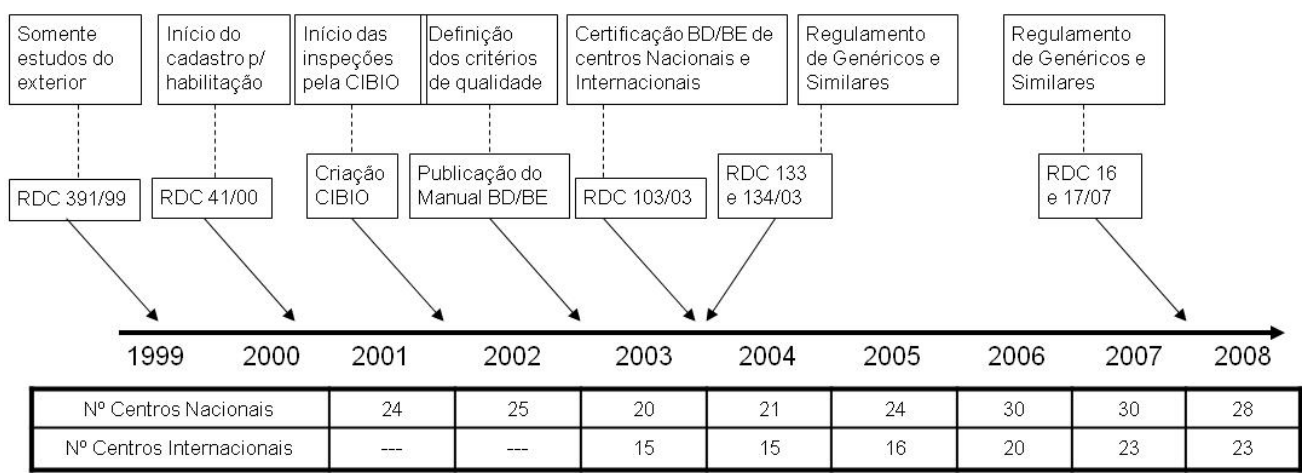 Somente
estudos do
exterior
Início do
cadastro p/
habilitação
Início das
inspeções
pela CIBIO
Definição
dos critérios
de qualidade
Certificação BD/BE de
centros Nacionais e
Internacionais
Regulamento
de Genéricos e
Similares
Regulamento
de Genéricos e
Similares
RDC 391/99
RDC 41/00
Criação
CIBIO
Publicação do
Manual BD/BE
RDC 103/03
RDC 133
e 134/03
RDC 16
e 17/07
1999 2000 2001 2002 2003 2004 2005 2006 2007 2008
Nº Centros Nacionais 24 25 20 21 24 30 30 28
Nº Centros Internacionais --- --- 15 15 16 20 23 23